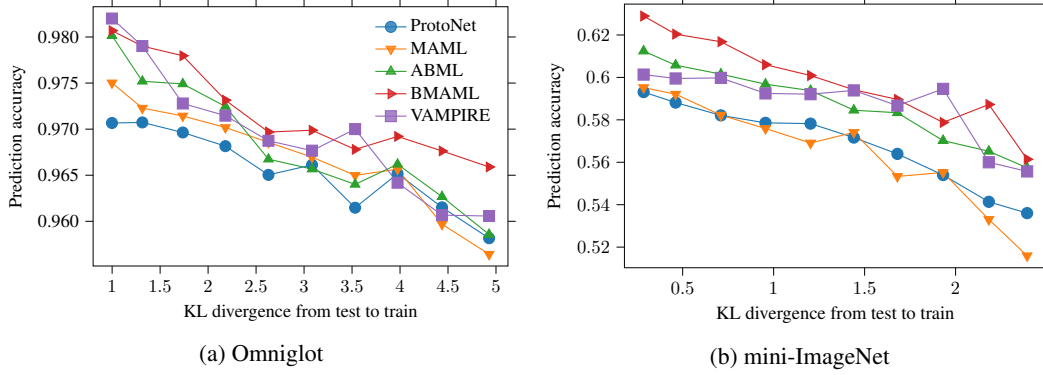 Prediction accuracy
0.980
0.975
0.970
0.965
0.960
ProtoNet
MAML
ABML
BMAML
VAMPIRE
1 1.5 2 2.5 3 3.5 4 4.5 5
KL divergence from test to train
(a) Omniglot
Prediction accuracy
0.62
0.6
0.58
0.56
0.54
0.52
0.5 1 1.5 2
KL divergence from test to train
(b) mini-ImageNet